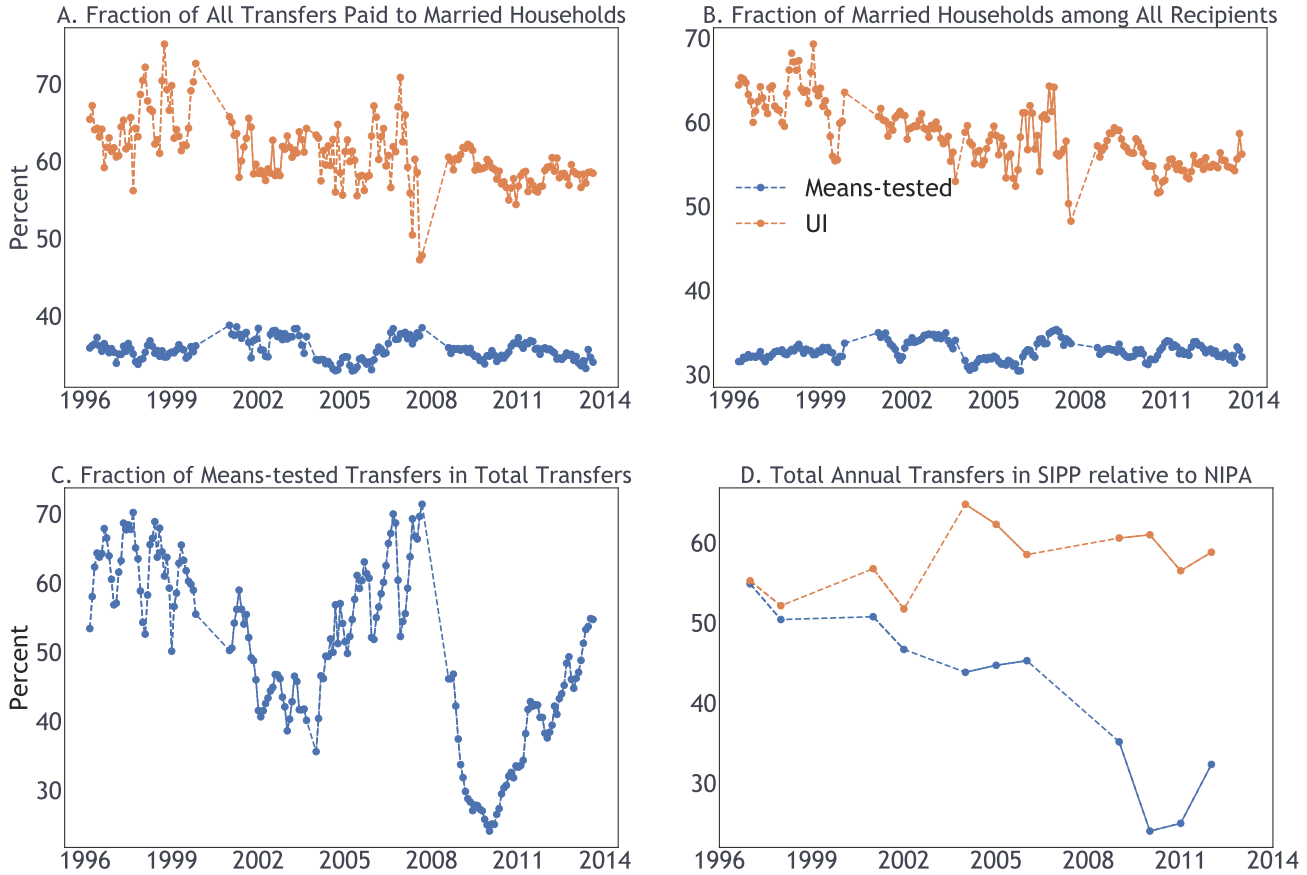 A. Fraction of All Transfers Paid to Married Households
B. Fraction of Married Households among All Recipients
Percent
70
60
50
40
1996 1999 2002 2005 2008 2011 2014
70
60
50
40
30
Means-tested
UI
1996 1999 2002 2005 2008 2011 2014
C. Fraction of Means-tested Transfers in Total Transfers
D. Total Annual Transfers in SIPP relative to NIPA
Percent
70
60
50
40
30
1996 1999 2002 2005 2008 2011 2014
60
50
40
30
1996 1999 2002 2005 2008 2011 2014